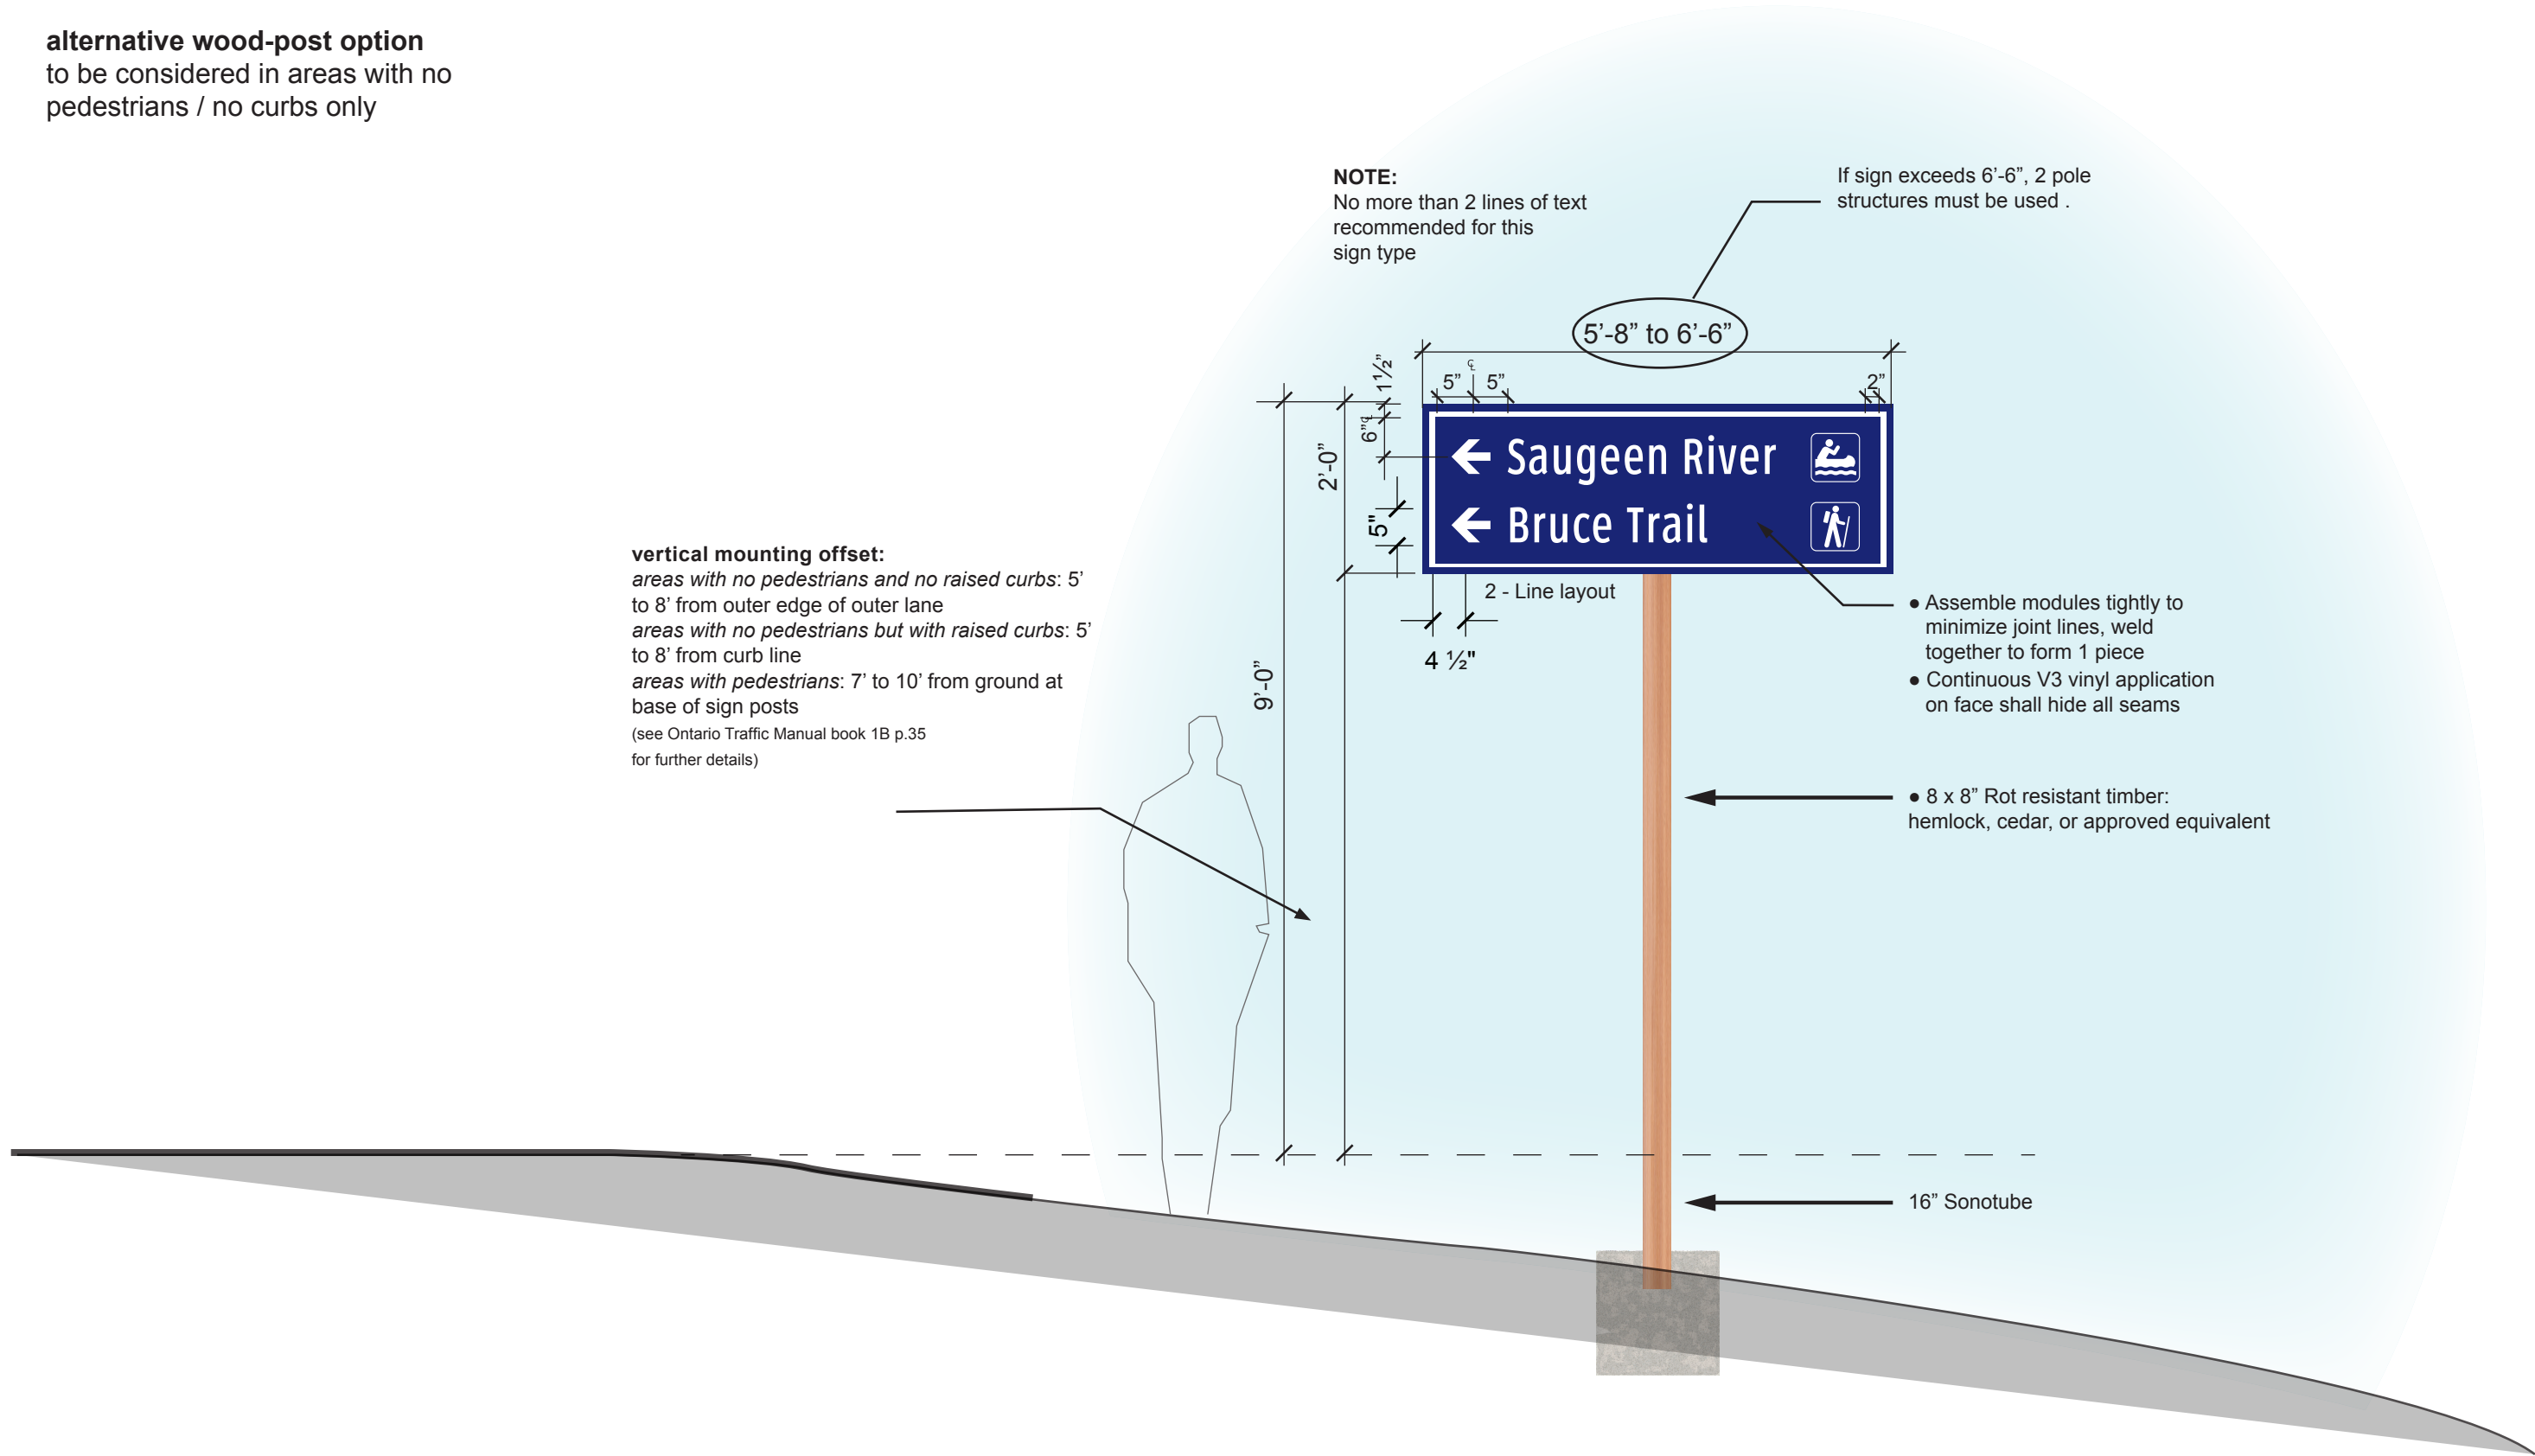 alternative wood-post option
to be considered in areas with no
pedestrians / no curbs only
NOTE:
No more than 2 lines of text
recommended for this
sign type
If sign exceeds 6’-6”, 2 pole
structures must be used .
5’-8” to 6’-6”
1½”
5”
℄
5”
2”
6”
℄
2’-0”
5"
9’-0”
Saugeen River
Bruce Trail
2 - Line layout
4 ½"
vertical mounting offset:
areas with no pedestrians and no raised curbs: 5’
to 8’ from outer edge of outer lane
areas with no pedestrians but with raised curbs: 5’
to 8’ from curb line
areas with pedestrians: 7’ to 10’ from ground at
base of sign posts
(see Ontario Traffic Manual book 1B p.35
for further details)
● Assemble modules tightly to
minimize joint lines, weld
together to form 1 piece
● Continuous V3 vinyl application
on face shall hide all seams
● 8 x 8” Rot resistant timber:
hemlock, cedar, or approved equivalent
16” Sonotube